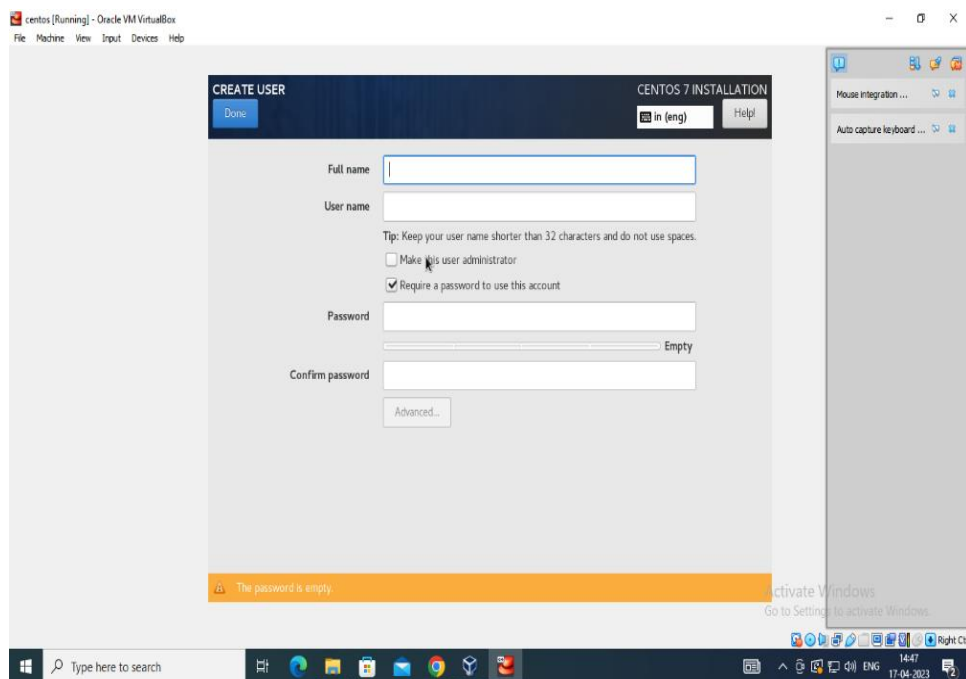 centos [Running] - Oracle VM VirtualBox
File Machine View Input Devices Help
CREATE USER
CENTOS 7 INSTALLATION
Done
in (eng)
Help!
Mouse integration ...
Auto capture keyboard ...
Full name
User name
Tip: Keep your user name shorter than 32 characters and do not use spaces.
Make this user administrator
Require a password to use this account
Password
Empty
Confirm password
Advanced...
The password is empty.
Activate Windows
Go to Settings to activate Windows.
Right Ct
Type here to search
ENG
14:47
17-04-2023
2